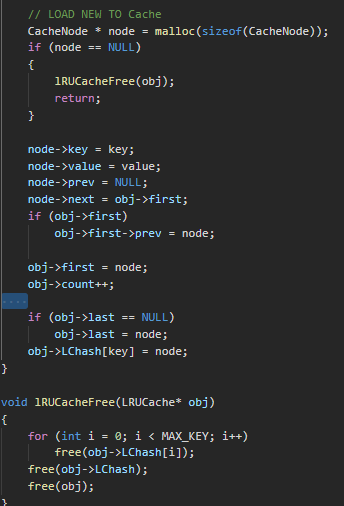 // LOAD NEW TO Cache
CacheNode * node = malloc(sizeof(CacheNode));
if (node == NULL)
{
lRUCacheFree(obj);
return;
}
node->key = key;
node->value = value;
node->prev = NULL;
node->next = obj->first;
if (obj->first)
obj->first->prev = node;
obj->first = node;
obj->count++;
if (obj->last == NULL)
obj->last = node;
obj->LChash[key] = node;
}
void lRUCacheFree(LRUCache* obj)
{
for (int i = 0; i < MAX_KEY; i++)
free(obj->LChash[i]);
free(obj->LChash);
free(obj);
}